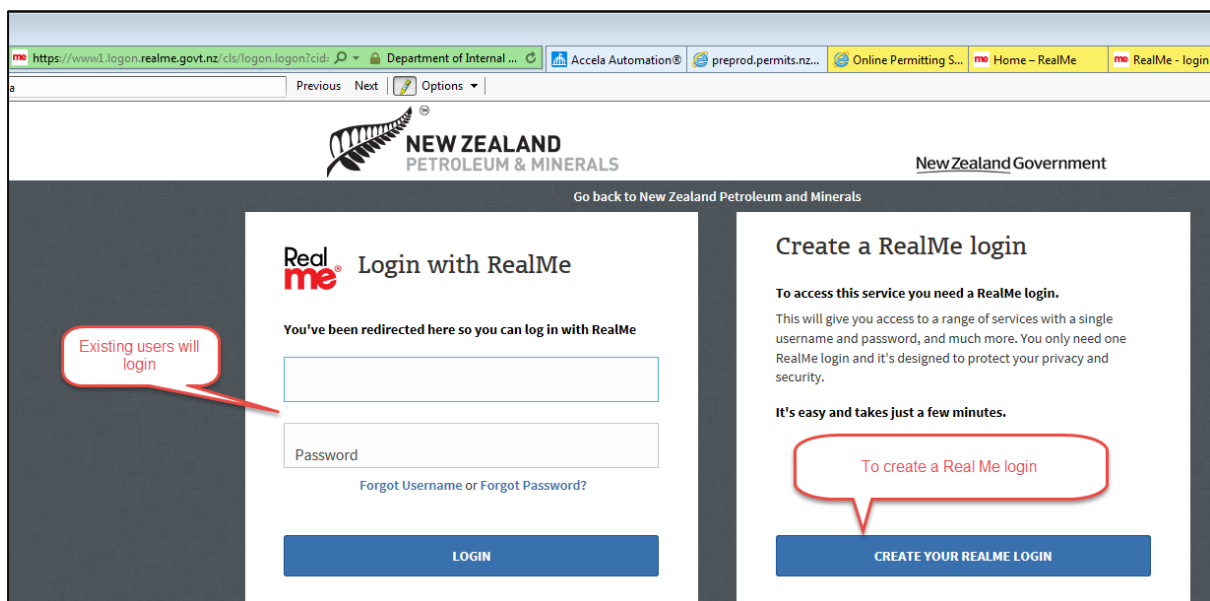 me https://www1.logon.realme.govt.nz/cls/logon.logon?cid: Department of Internal ... Accela Automation® preprod.permits.nz... Online Permitting S... me Home – RealMe me RealMe - login
a Previous Next Options
NEW ZEALAND
PETROLEUM & MINERALS
New Zealand Government
Go back to New Zealand Petroleum and Minerals
Real
me®
Login with RealMe
You've been redirected here so you can log in with RealMe
Existing users will
login
Password
Forgot Username or Forgot Password?
LOGIN
Create a RealMe login
To access this service you need a RealMe login.
This will give you access to a range of services with a single
username and password, and much more. You only need one
RealMe login and it's designed to protect your privacy and
security.
It's easy and takes just a few minutes.
To create a Real Me login
CREATE YOUR REALME LOGIN